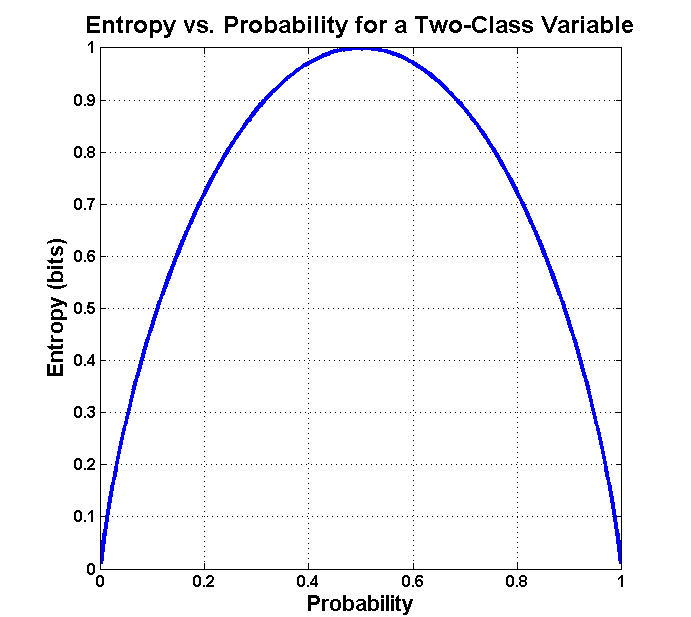 Entropy vs. Probability for a Two-Class Variable
1
0.9
0.8
0.7
0.6
0.5
0.4
0.3
0.2
0.1
0
Entropy (bits)
0 0.2 0.4 0.6 0.8 1
Probability